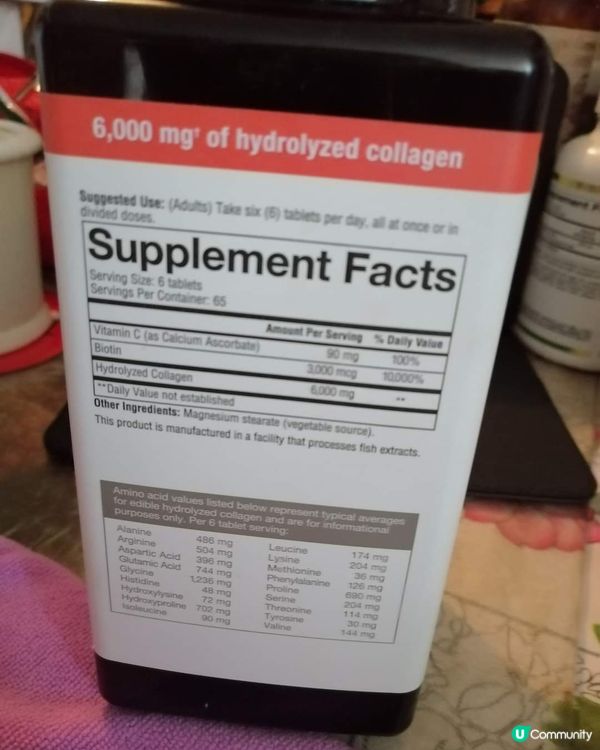 6,000 mg† of hydrolyzed collagen
Suggested Use: (Adults) Take six (6) tablets per day, all at once or in
divided doses.
Supplement Facts
Serving Size: 6 tablets
Servings Per Container: 65
Amount Per Serving % Daily Value
Vitamin C (as Calcium Ascorbate) 90 mg 100%
Biotin 3,000 mcg 10,000%
Hydrolyzed Collagen 6,000 mg **
**Daily Value not established
Other Ingredients: Magnesium stearate (vegetable source).
This product is manufactured in a facility that processes fish extracts.
Amino acid values listed below represent typical averages
for edible hydrolyzed collagen and are for informational
purposes only. Per 6 tablet serving:
Alanine 486 mg
Arginine 504 mg
Aspartic Acid 396 mg
Glutamic Acid 744 mg
Glycine 1,236 mg
Histidine 48 mg
Hydroxylysine 72 mg
Hydroxyproline 702 mg
Isoleucine 90 mg
Leucine 174 mg
Lysine 204 mg
Methionine 36 mg
Phenylalanine 126 mg
Proline 690 mg
Serine 204 mg
Threonine 114 mg
Tyrosine 30 mg
Valine 144 mg
U Community